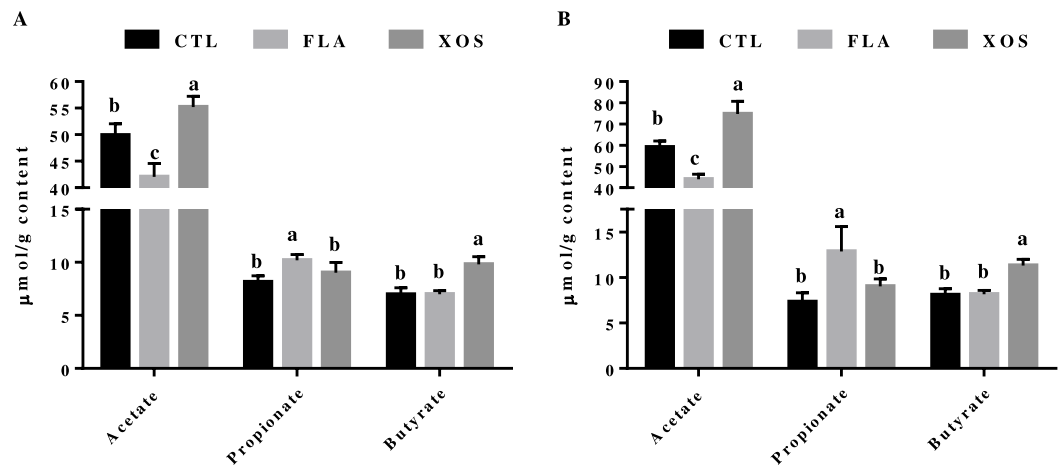 A
CTL FLA XOS
μmol/g content
60
55
50
45
40
15
10
5
0
b
c
a
b
a
b
b
b
a
Acetate
Propionate
Butyrate
B
CTL FLA XOS
μmol/g content
90
80
70
60
50
40
15
10
5
0
b
c
a
b
a
b
b
b
a
Acetate
Propionate
Butyrate